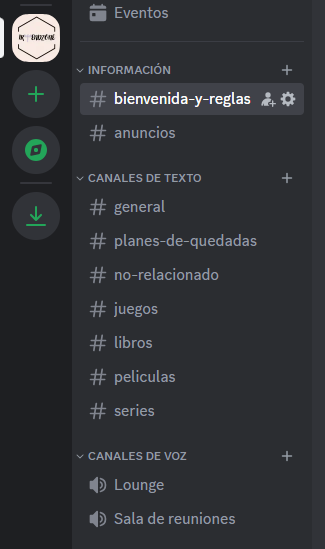 Eventos
INFORMACIÓN
bienvenida-y-reglas
anuncios
CANALES DE TEXTO
general
planes-de-quedadas
no-relacionado
juegos
libros
peliculas
series
CANALES DE VOZ
Lounge
Sala de reuniones